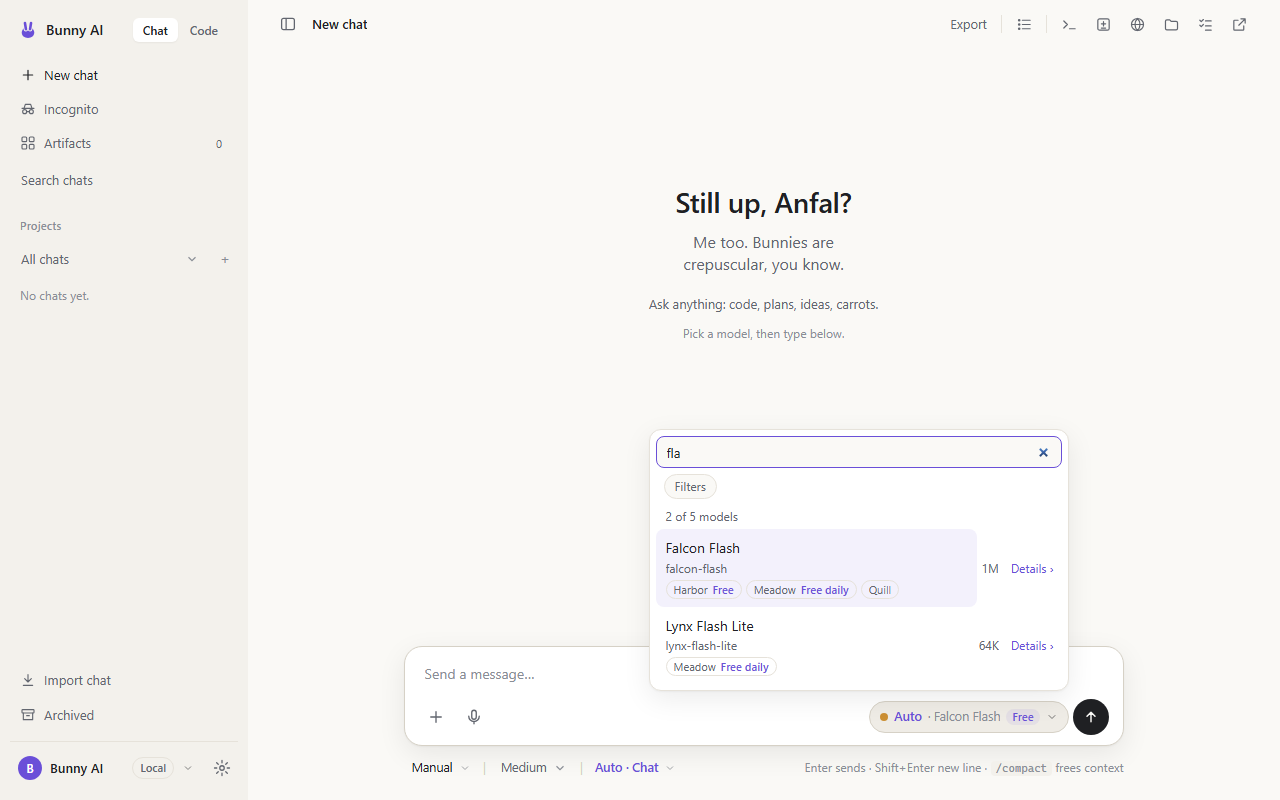 Bunny AI
Chat
Code
New chat
Incognito
Artifacts
0
Search chats
Projects
All chats
+
No chats yet.
Import chat
Archived
B
Bunny AI
Local
New chat
Export
Still up, Anfal?
Me too. Bunnies are
crepuscular, you know.
Ask anything: code, plans, ideas, carrots.
Pick a model, then type below.
fla
Filters
2 of 5 models
Falcon Flash
falcon-flash
1M
Details ›
Harbor Free
Meadow Free daily
Quill
Lynx Flash Lite
lynx-flash-lite
64K
Details ›
Meadow Free daily
Send a message...
Auto · Falcon Flash Free
Manual
Medium
Auto · Chat
Enter sends · Shift+Enter new line · /compact frees context